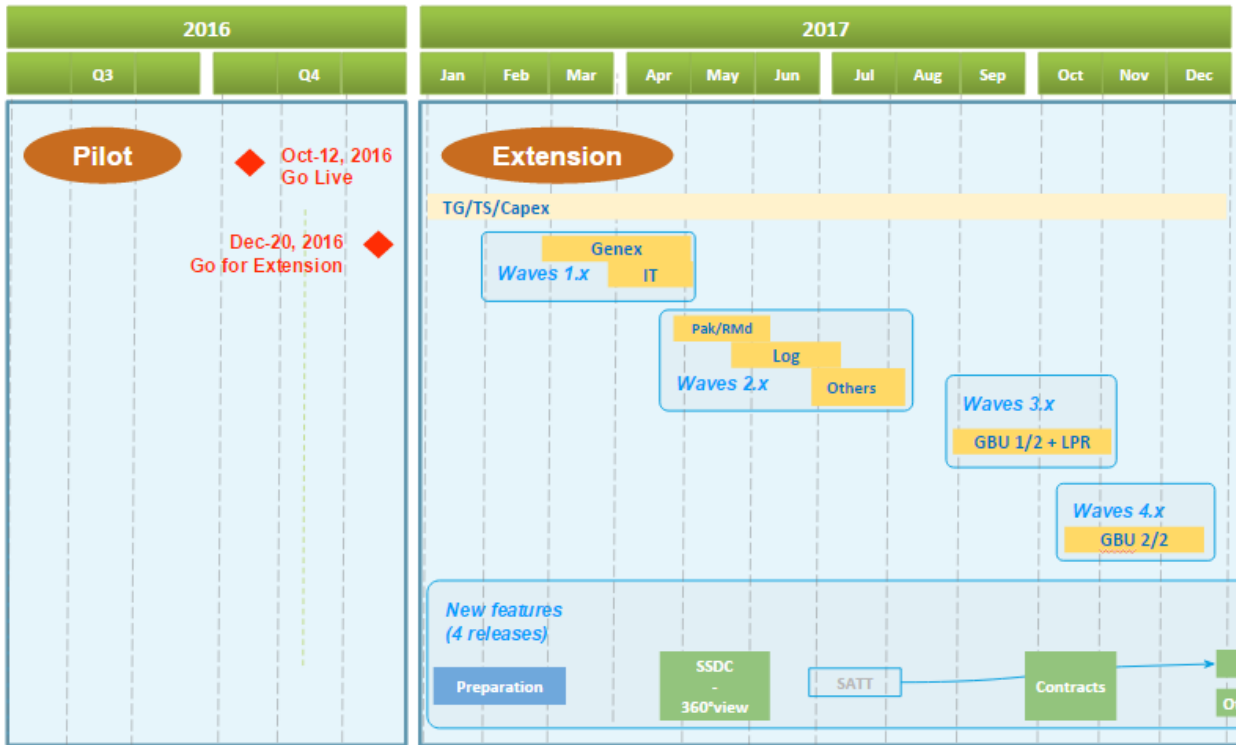 2016
2017
Q3
Q4
Jan
Feb
Mar
Apr
May
Jun
Jul
Aug
Sep
Oct
Nov
Dec
Pilot
Oct-12, 2016
Go Live
Dec-20, 2016
Go for Extension
Extension
TG/TS/Capex
Genex
Waves 1.x
IT
Pak/RMd
Log
Waves 2.x
Others
Waves 3.x
GBU 1/2 + LPR
Waves 4.x
GBU 2/2
New features
(4 releases)
Preparation
SSDC
-
360°view
SATT
Contracts